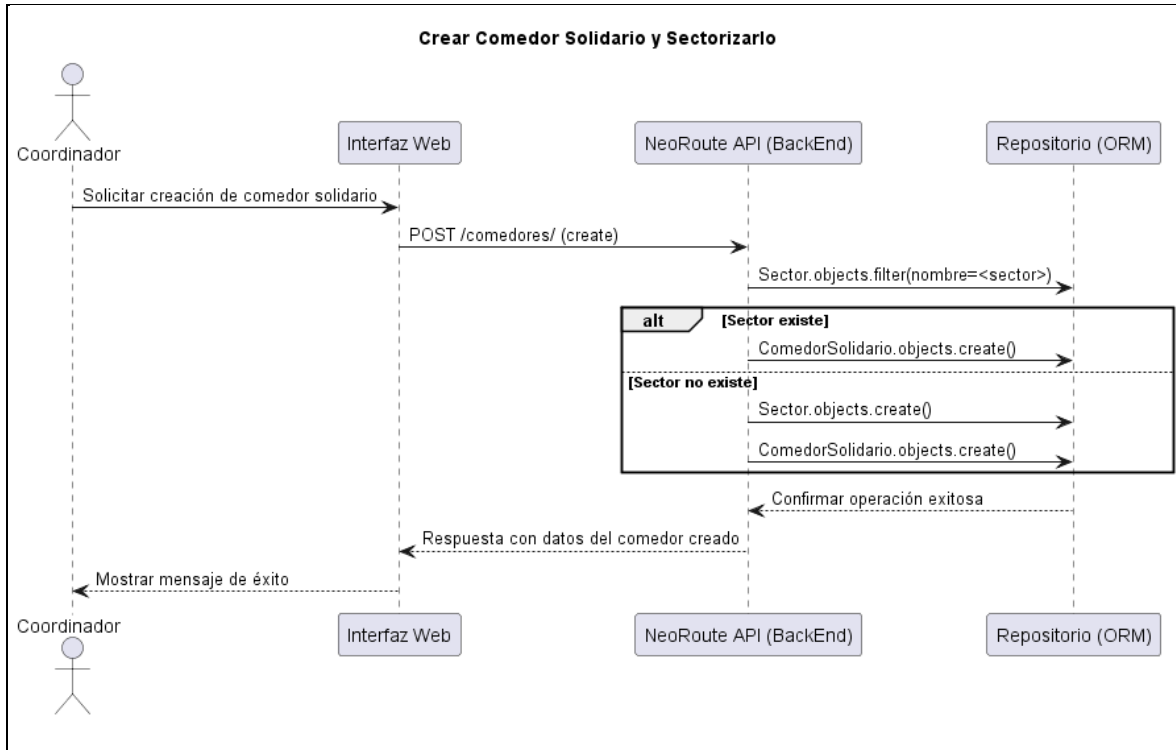 Crear Comedor Solidario y Sectorizarlo
Coordinador
Interfaz Web
NeoRoute API (BackEnd)
Repositorio (ORM)
Solicitar creación de comedor solidario
POST /comedores/ (create)
Sector.objects.filter(nombre=<sector>)
alt
[Sector existe]
ComedorSolidario.objects.create()
[Sector no existe]
Sector.objects.create()
ComedorSolidario.objects.create()
Confirmar operación exitosa
Respuesta con datos del comedor creado
Mostrar mensaje de éxito
Coordinador
Interfaz Web
NeoRoute API (BackEnd)
Repositorio (ORM)